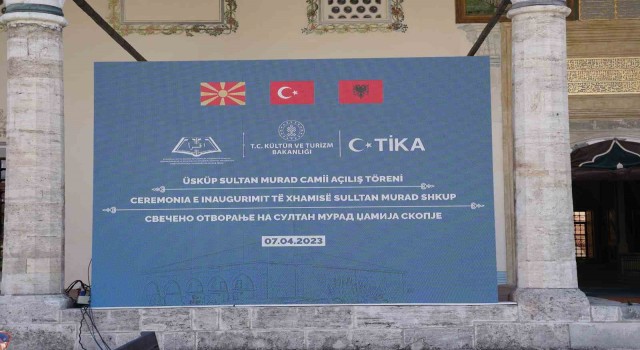 T.C. KÜLTÜR VE TURİZM
BAKANLIĞI
TİKA
ÜSKÜP SULTAN MURAD CAMİİ AÇILIŞ TÖRENİ
CEREMONIA E INAUGURIMIT TË XHAMISË SULLTAN MURAD SHKUP
СВЕЧЕНО ОТВОРАЊЕ НА СУЛТАН МУРАД ЏАМИЈА СКОПЈЕ
07.04.2023